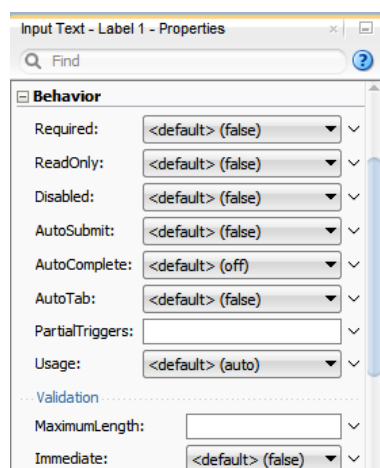 Input Text - Label 1 - Properties
Find
Behavior
Required: <default> (false)
ReadOnly: <default> (false)
Disabled: <default> (false)
AutoSubmit: <default> (false)
AutoComplete: <default> (off)
AutoTab: <default> (false)
PartialTriggers:
Usage: <default> (auto)
Validation
MaximumLength:
Immediate: <default> (false)